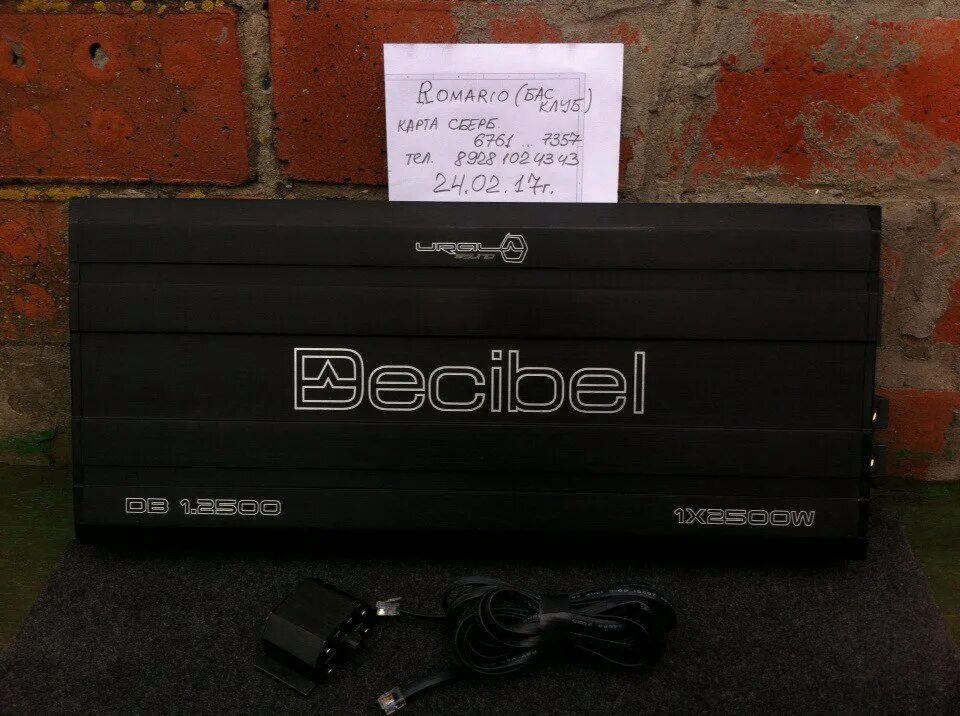 ROMARIO (БАС
КЛУБ)
КАРТА СБЕРБ.
6761 ... 7357
ТЕЛ. 8928 102 43 43
24.02.17г.
URAL
SOUND
Decibel
DB 1.2500
1X2500W